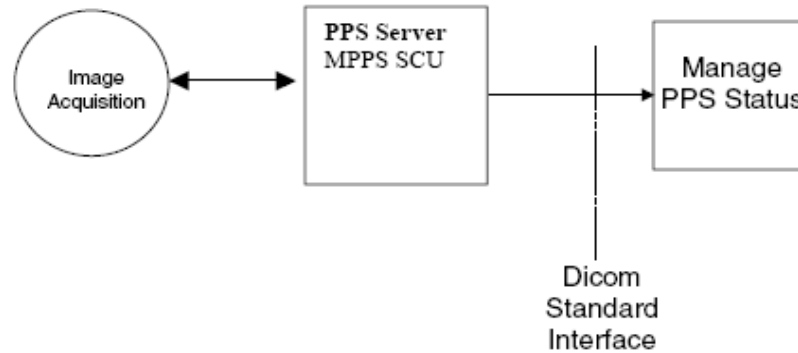 Image
Acquisition
PPS Server
MPPS SCU
Manage
PPS Status
Dicom
Standard
Interface